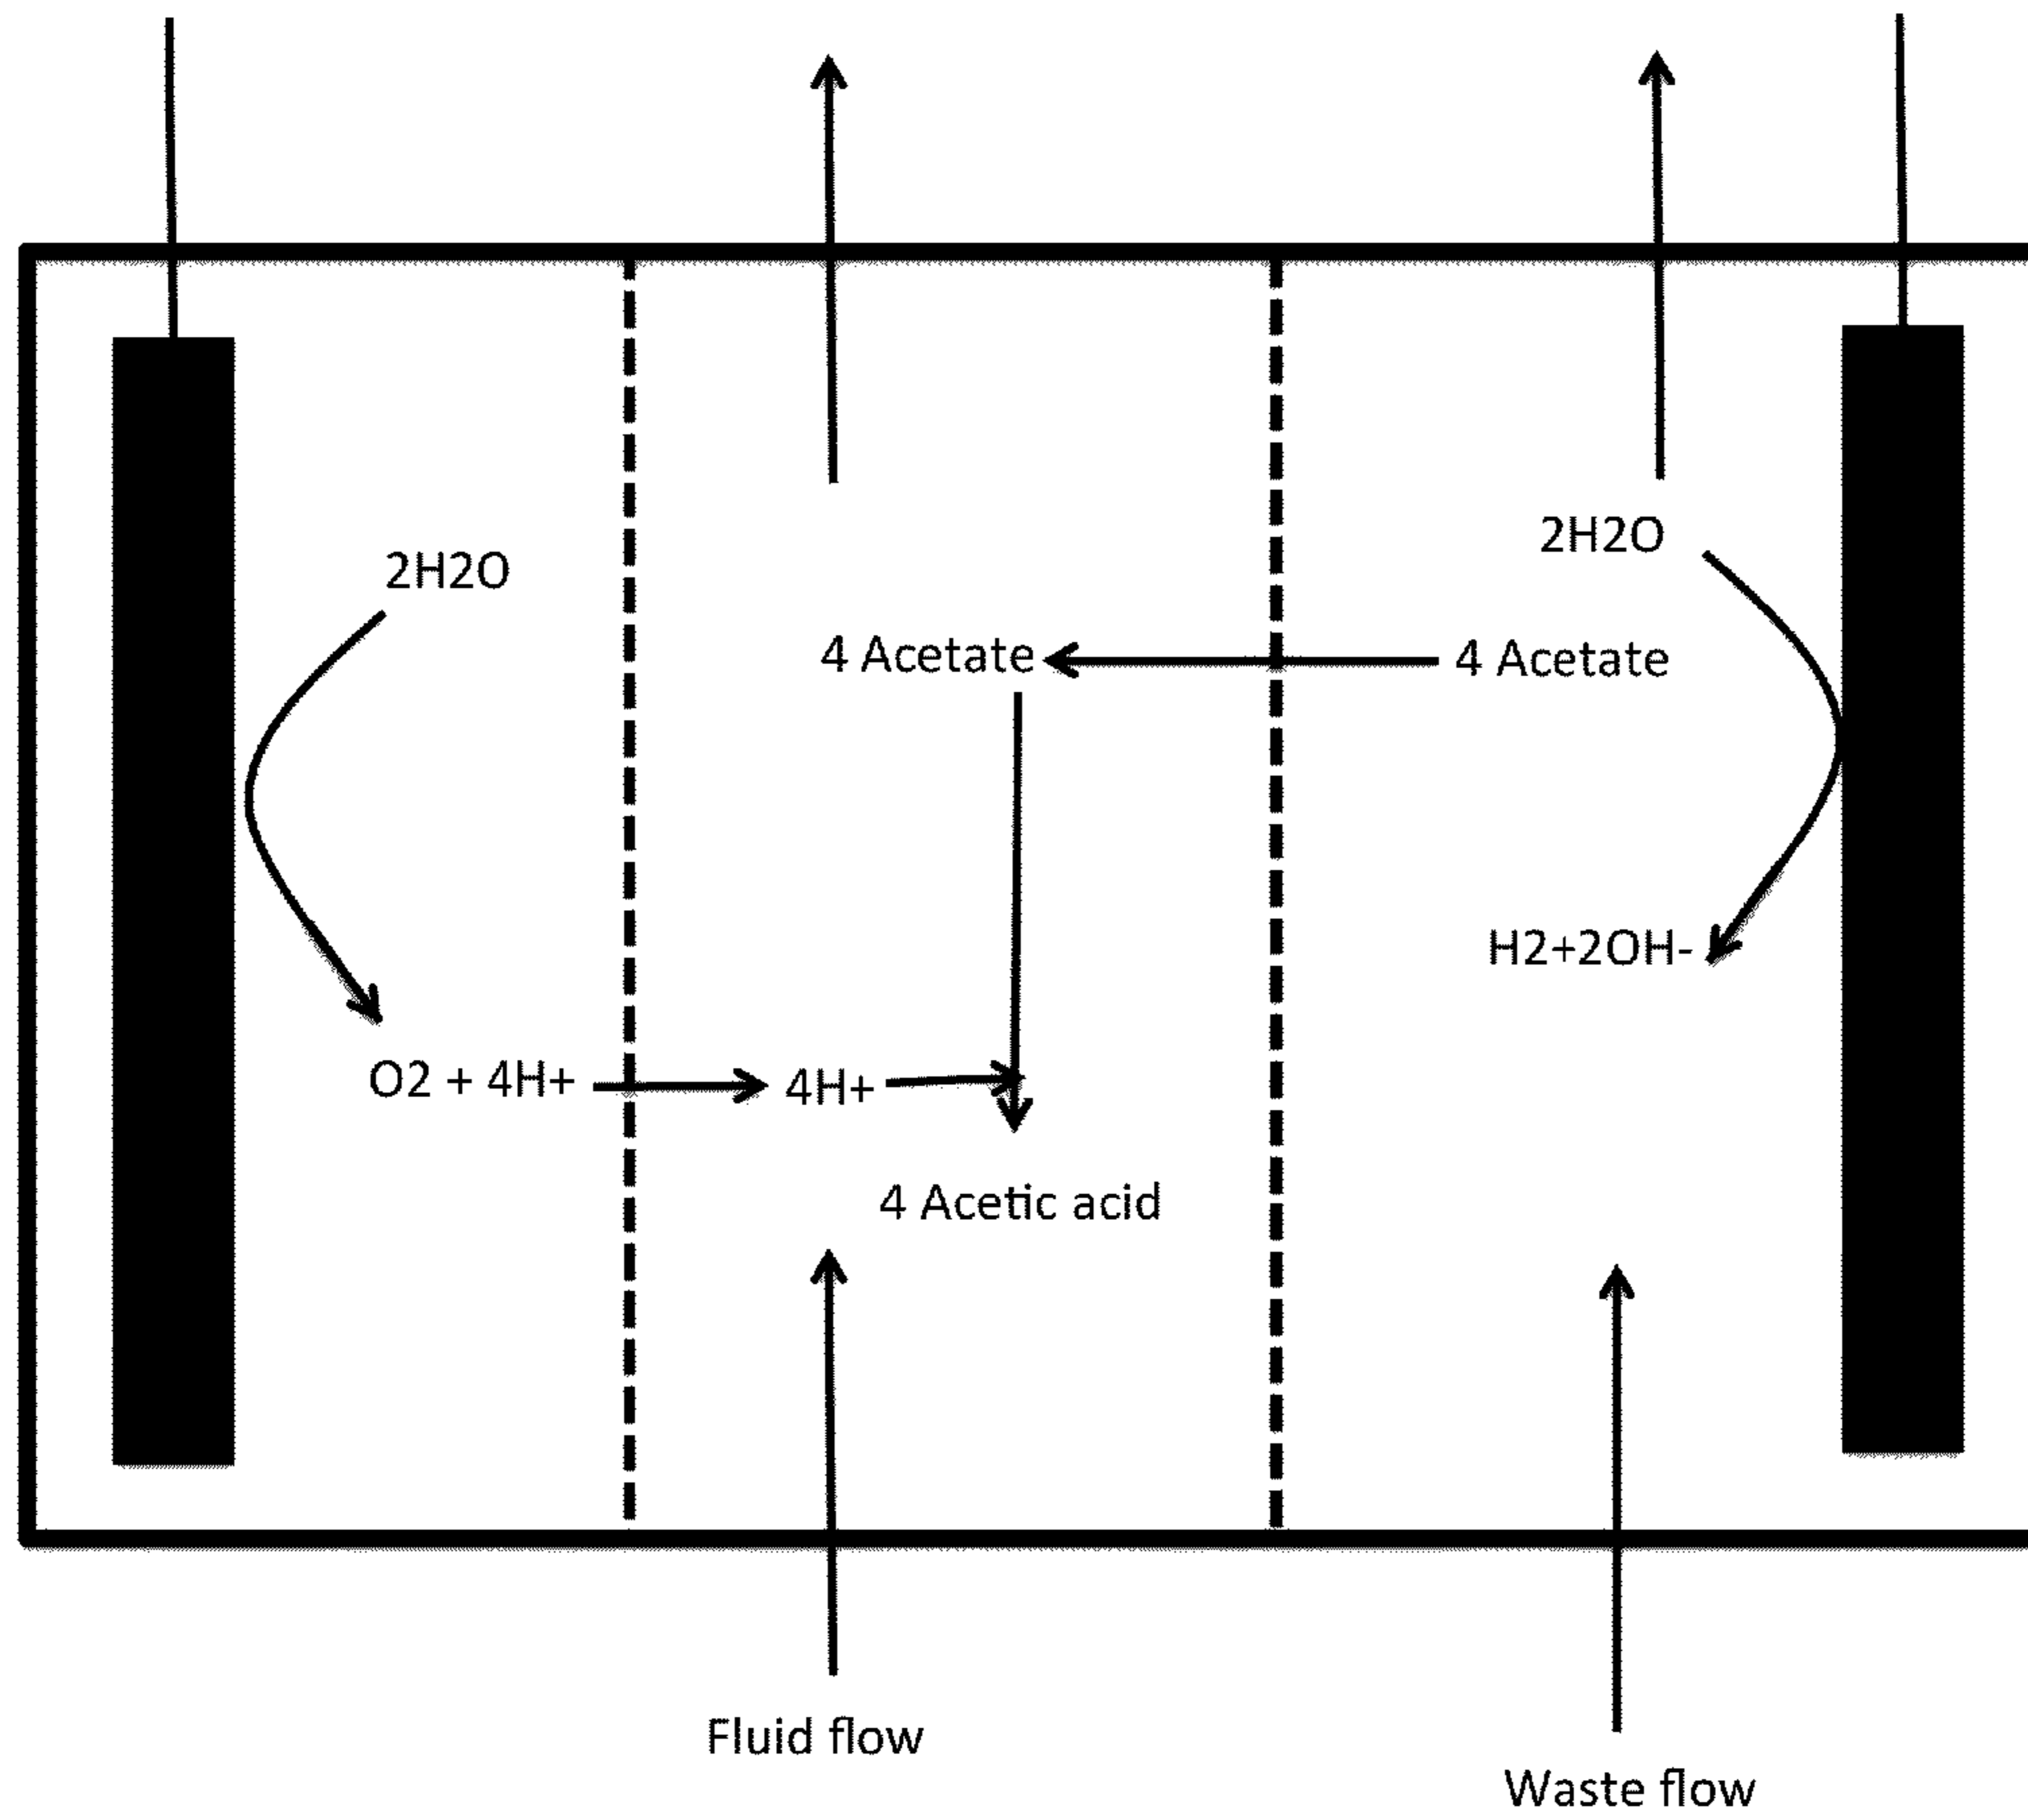 2H2O
2H2O
4 Acetate
4 Acetate
H2+2OH-
O2 + 4H+
4H+
4 Acetic acid
Fluid flow
Waste flow